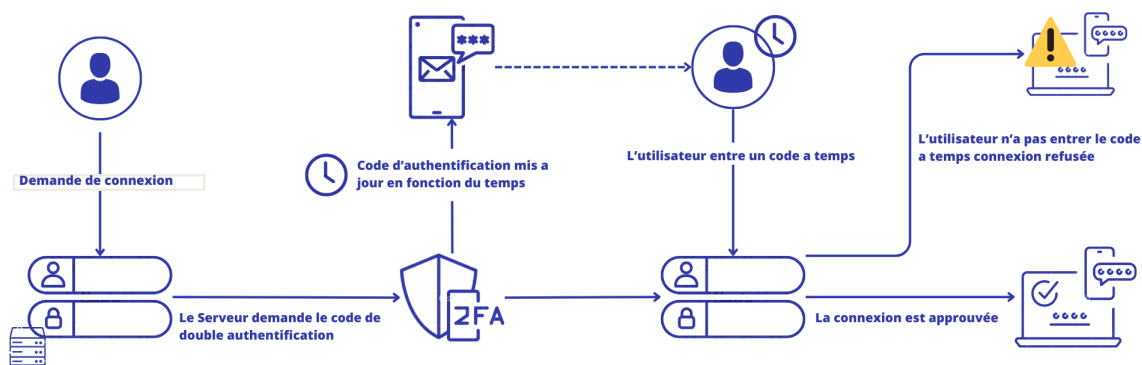 Demande de connexion
Le Serveur demande le code de
double authentification
***
Code d'authentification mis a
jour en fonction du temps
2FA
L'utilisateur entre un code a temps
L'utilisateur n'a pas entrer le code
a temps connexion refusée
La connexion est approuvée